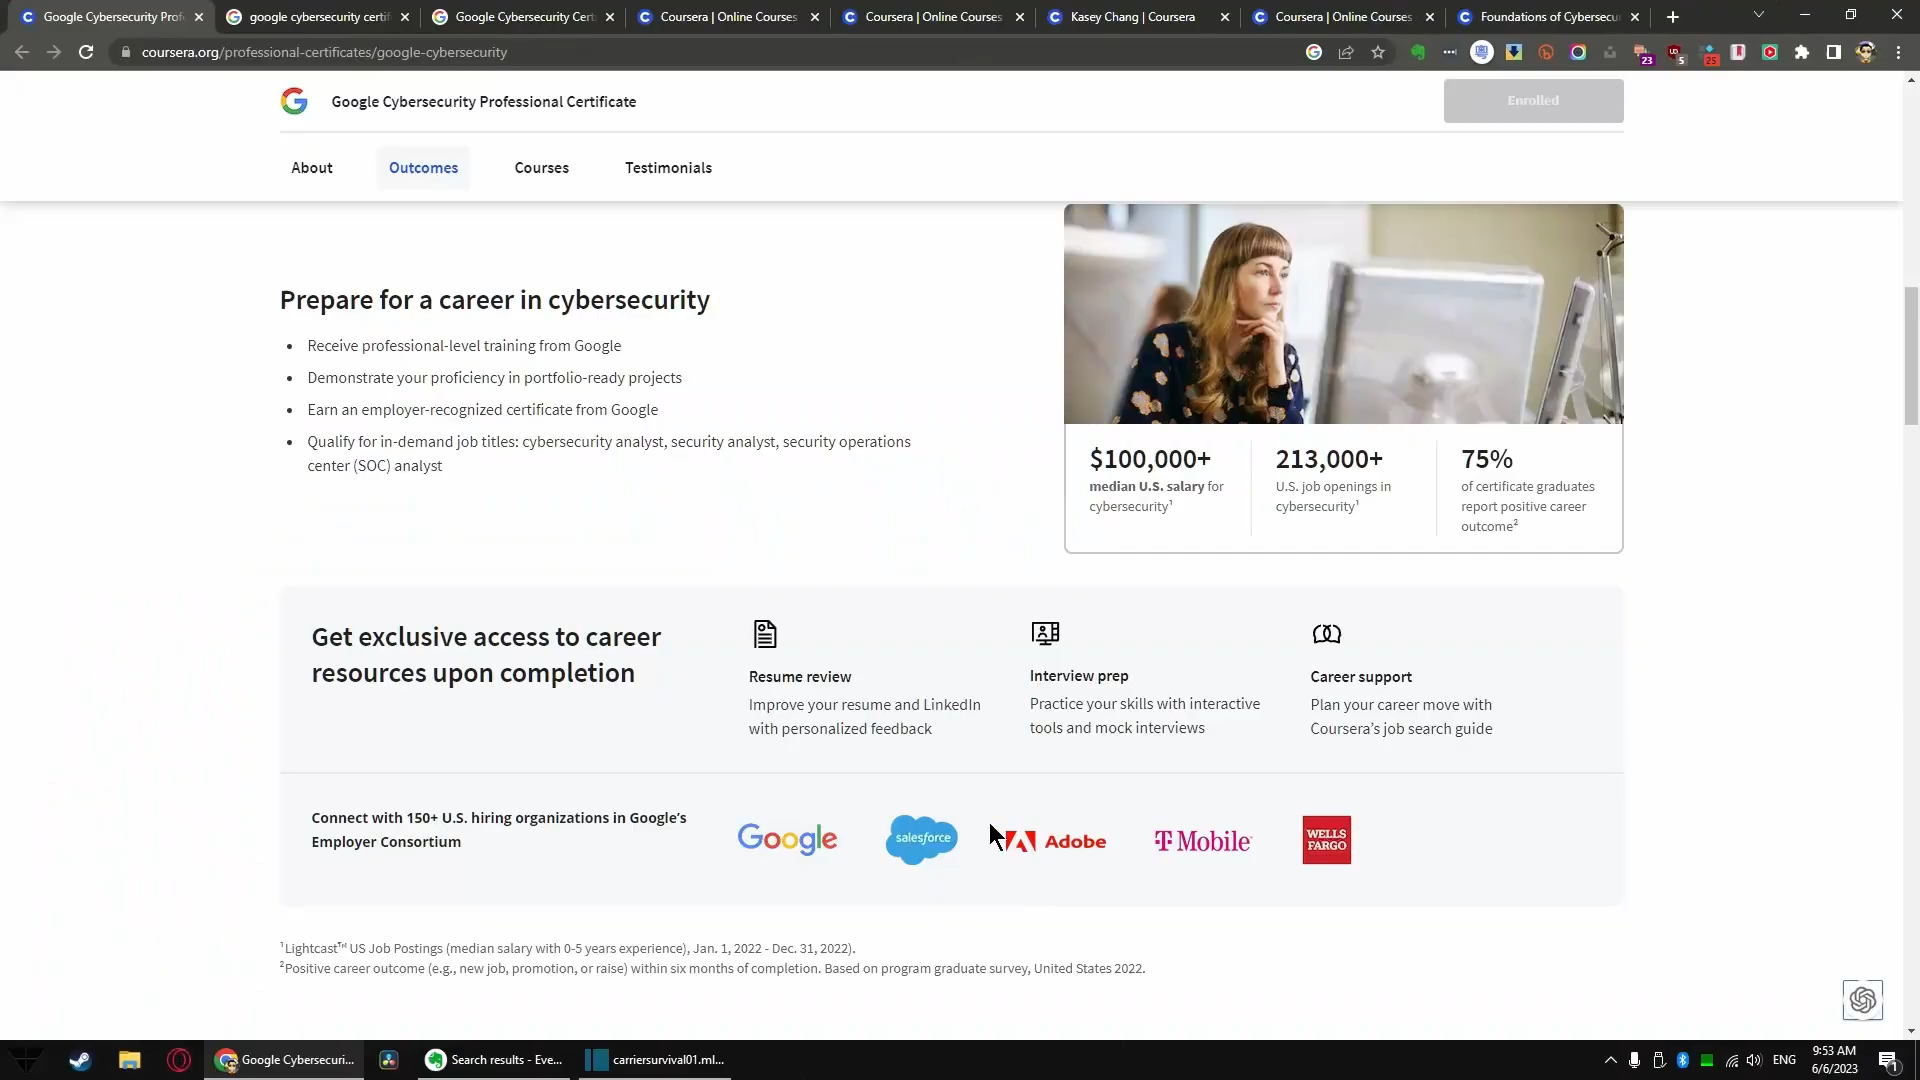 Google Cybersecurity Prof
google cybersecurity certifi
Google Cybersecurity Certi
Coursera | Online Courses
Coursera | Online Courses
Kasey Chang | Coursera
Coursera | Online Courses
Foundations of Cybersecu
coursera.org/professional-certificates/google-cybersecurity
23
5
25
Google Cybersecurity Professional Certificate
Enrolled
About
Outcomes
Courses
Testimonials
Prepare for a career in cybersecurity
Receive professional-level training from Google
Demonstrate your proficiency in portfolio-ready projects
Earn an employer-recognized certificate from Google
Qualify for in-demand job titles: cybersecurity analyst, security analyst, security operations
center (SOC) analyst
$100,000+
median U.S. salary for
cybersecurity¹
213,000+
U.S. job openings in
cybersecurity¹
75%
of certificate graduates
report positive career
outcome²
Get exclusive access to career
resources upon completion
Resume review
Improve your resume and LinkedIn
with personalized feedback
Interview prep
Practice your skills with interactive
tools and mock interviews
Career support
Plan your career move with
Coursera's job search guide
Connect with 150+ U.S. hiring organizations in Google's
Employer Consortium
Google
salesforce
Adobe
T Mobile
WELLS
FARGO
¹Lightcast™ US Job Postings (median salary with 0-5 years experience), Jan. 1, 2022 - Dec. 31, 2022).
²Positive career outcome (e.g., new job, promotion, or raise) within six months of completion. Based on program graduate survey, United States 2022.
Google Cybersecuri...
Search results - Eve...
carriersurvival01.ml...
ENG
9:53 AM
6/6/2023
1